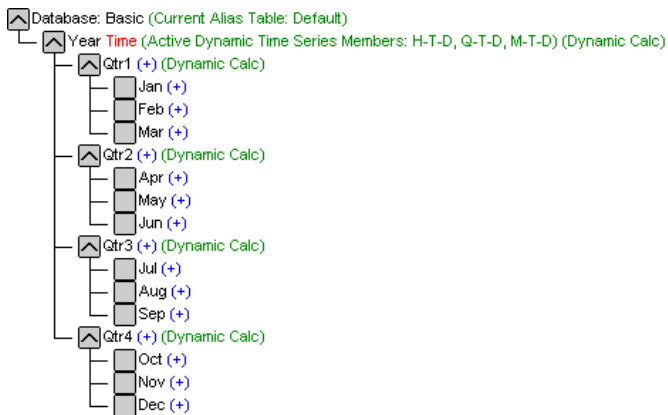 Database: Basic (Current Alias Table: Default)
Year Time (Active Dynamic Time Series Members: H-T-D, Q-T-D, M-T-D) (Dynamic Calc)
Qtr1 (+) (Dynamic Calc)
Jan (+)
Feb (+)
Mar (+)
Qtr2 (+) (Dynamic Calc)
Apr (+)
May (+)
Jun (+)
Qtr3 (+) (Dynamic Calc)
Jul (+)
Aug (+)
Sep (+)
Qtr4 (+) (Dynamic Calc)
Oct (+)
Nov (+)
Dec (+)